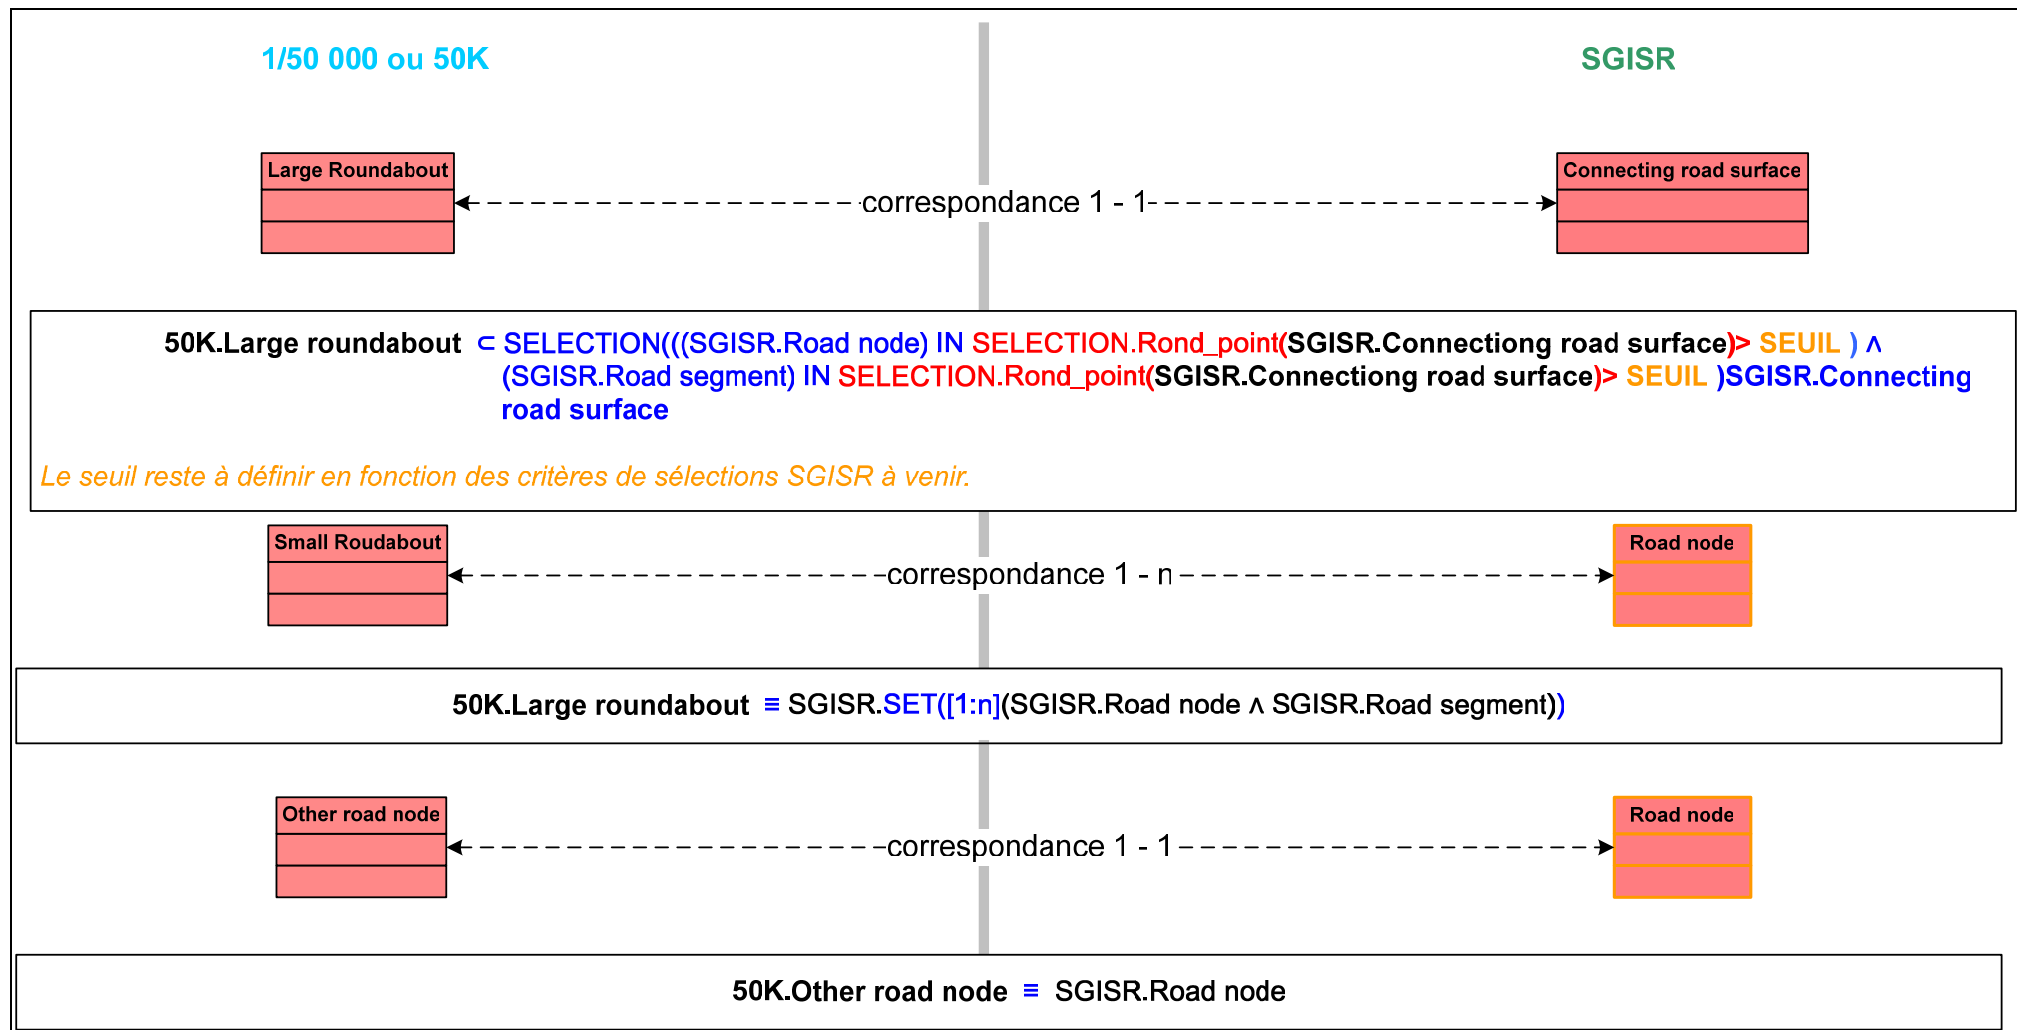 1/50 000 ou 50K
SGISR
Large Roundabout
Connecting road surface
correspondance 1 - 1
50K.Large roundabout ⊂ SELECTION(((SGISR.Road node) IN SELECTION.Rond_point(SGISR.Connectiong road surface)> SEUIL ) ∧
(SGISR.Road segment) IN SELECTION.Rond_point(SGISR.Connectiong road surface)> SEUIL )SGISR.Connecting
road surface
Le seuil reste à définir en fonction des critères de sélections SGISR à venir.
Small Roudabout
Road node
correspondance 1 - n
50K.Large roundabout ≡ SGISR.SET([1:n](SGISR.Road node ∧ SGISR.Road segment))
Other road node
Road node
correspondance 1 - 1
50K.Other road node ≡ SGISR.Road node